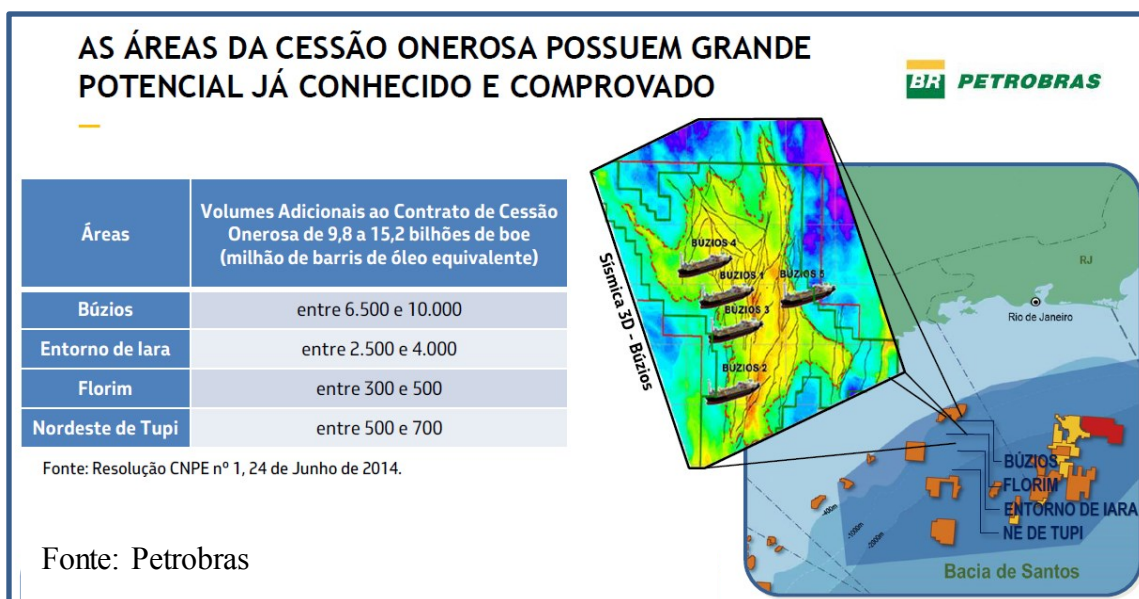 AS ÁREAS DA CESSÃO ONEROSA POSSUEM GRANDE
POTENCIAL JÁ CONHECIDO E COMPROVADO
BR PETROBRAS
Áreas
Volumes Adicionais ao Contrato de Cessão
Onerosa de 9,8 a 15,2 bilhões de boe
(milhão de barris de óleo equivalente)
Búzios
entre 6.500 e 10.000
Entorno de Iara
entre 2.500 e 4.000
Florim
entre 300 e 500
Nordeste de Tupi
entre 500 e 700
Fonte: Resolução CNPE nº 1, 24 de Junho de 2014.
Fonte: Petrobras
Sísmica 3D - Búzios
BÚZIOS 4
BÚZIOS 1
BÚZIOS 5
BÚZIOS 3
BÚZIOS 2
RJ
Rio de Janeiro
BÚZIOS
FLORIM
ENTORNO DE IARA
NE DE TUPI
-400m
-1000m
-2000m
Bacia de Santos